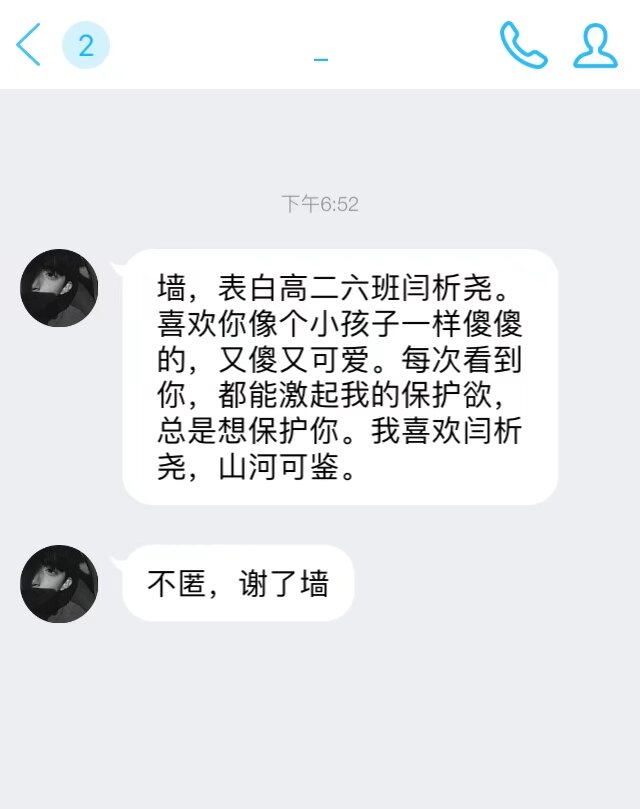 2
_
下午6:52
墙，表白高二六班闫析尧。
喜欢你像个小孩子一样傻傻
的，又傻又可爱。每次看到
你，都能激起我的保护欲，
总是想保护你。我喜欢闫析
尧，山河可鉴。
不匿，谢了墙